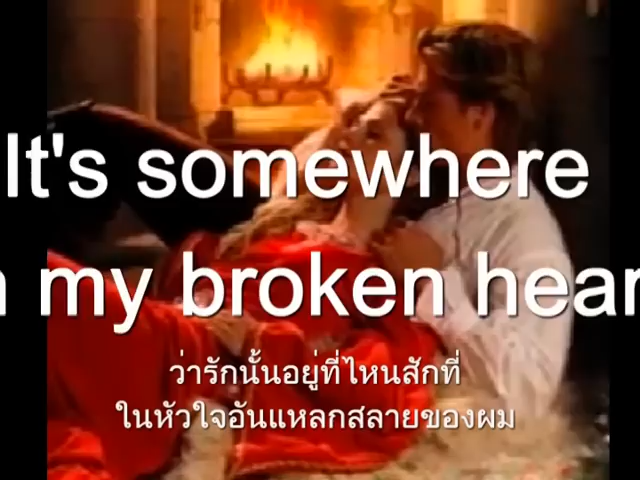 It's somewhere
my broken hear
ว่ารักนั้นอยู่ที่ไหนสักที่
ในหัวใจอันแหลกสลายของผม